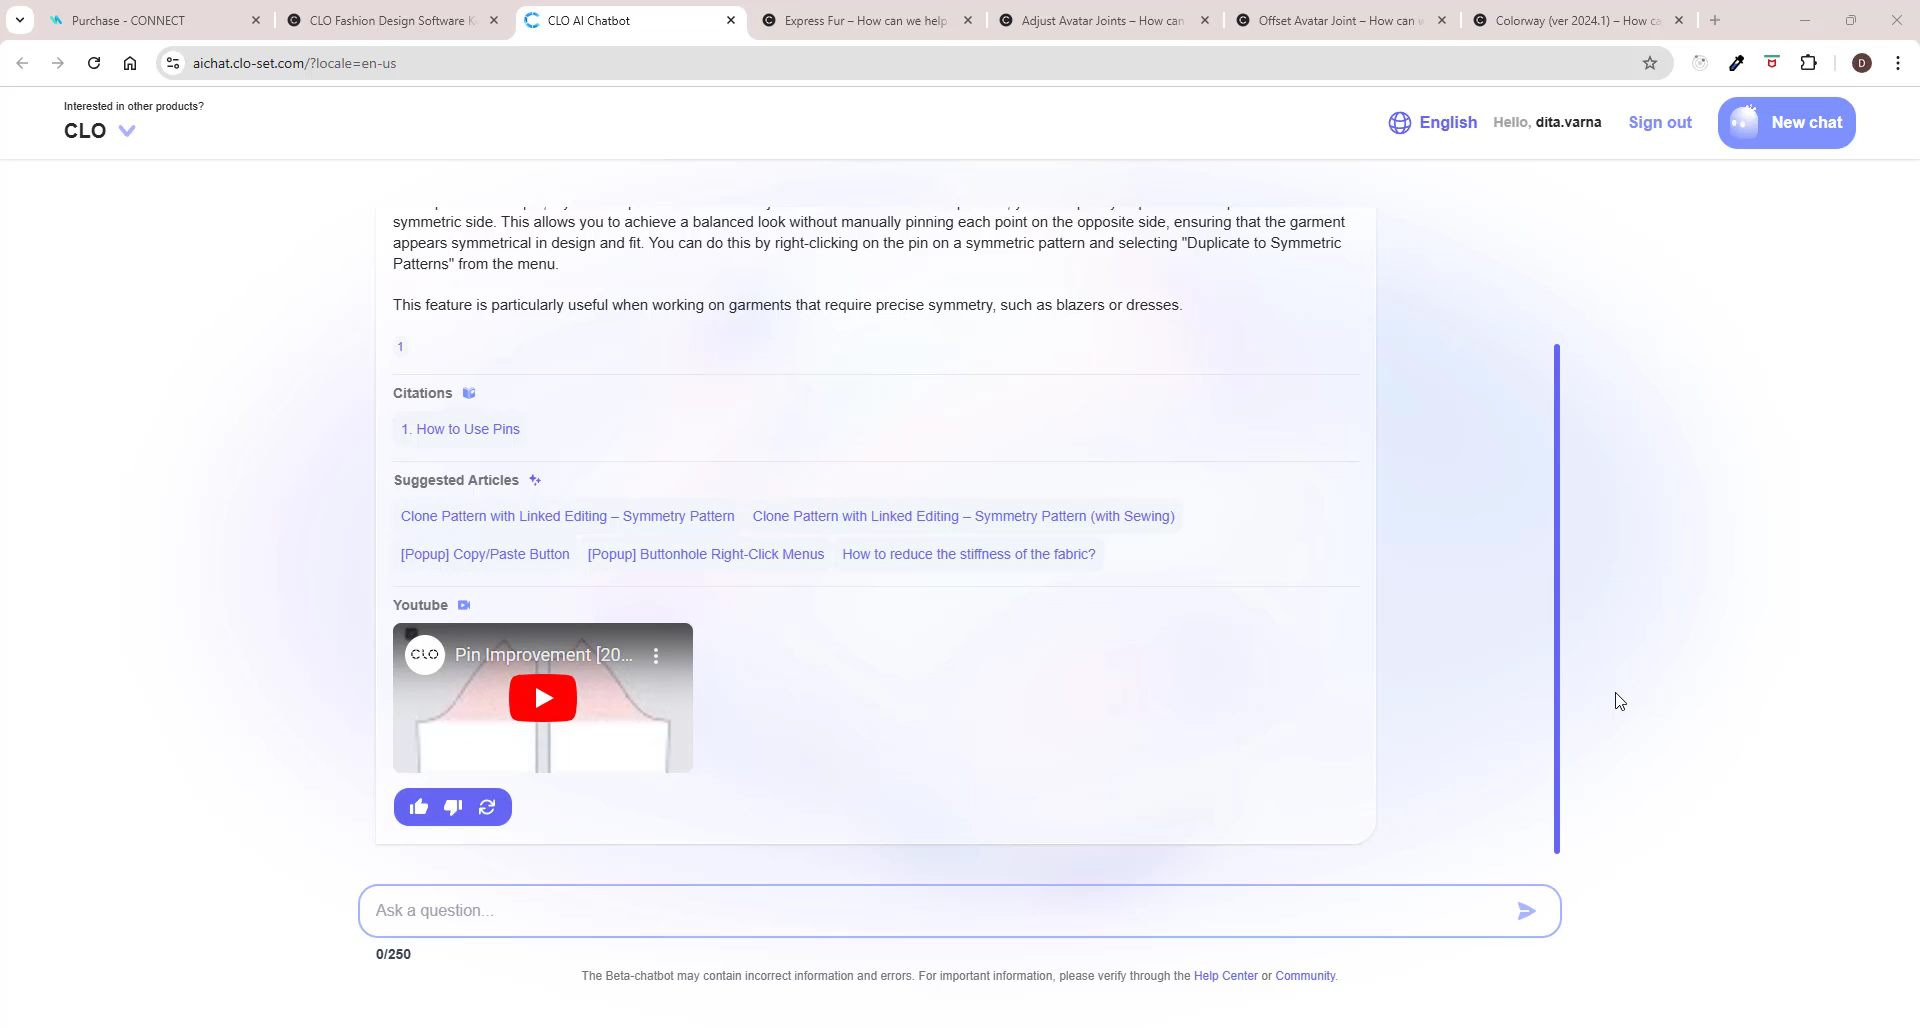 Purchase - CONNECT
CLO Fashion Design Software K
CLO AI Chatbot
Express Fur – How can we help
Adjust Avatar Joints – How can
Offset Avatar Joint – How can
Colorway (ver 2024.1) – How ca
aichat.clo-set.com/?locale=en-us
D
Interested in other products?
CLO
English
Hello, dita.varna
Sign out
New chat
symmetric side. This allows you to achieve a balanced look without manually pinning each point on the opposite side, ensuring that the garment
appears symmetrical in design and fit. You can do this by right-clicking on the pin on a symmetric pattern and selecting "Duplicate to Symmetric
Patterns" from the menu.
This feature is particularly useful when working on garments that require precise symmetry, such as blazers or dresses.
1
Citations
1. How to Use Pins
Suggested Articles
Clone Pattern with Linked Editing – Symmetry Pattern Clone Pattern with Linked Editing – Symmetry Pattern (with Sewing)
[Popup] Copy/Paste Button [Popup] Buttonhole Right-Click Menus How to reduce the stiffness of the fabric?
Youtube
CLO Pin Improvement [20...
Ask a question...
0/250
The Beta-chatbot may contain incorrect information and errors. For important information, please verify through the Help Center or Community.